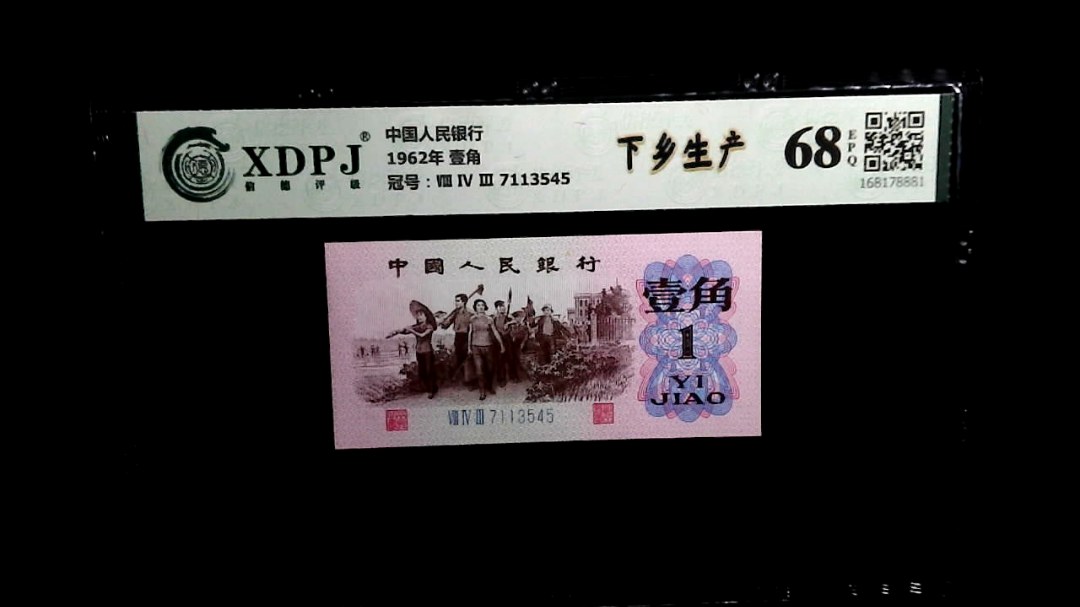 XDPJ®
评级
中国人民银行
1962年 壹角
冠号：Ⅷ Ⅳ Ⅲ 7113545
下乡生产
68
EPQ
168178881
中國人民銀行
壹角
1
YI
JIAO
Ⅷ Ⅳ Ⅲ 7113545